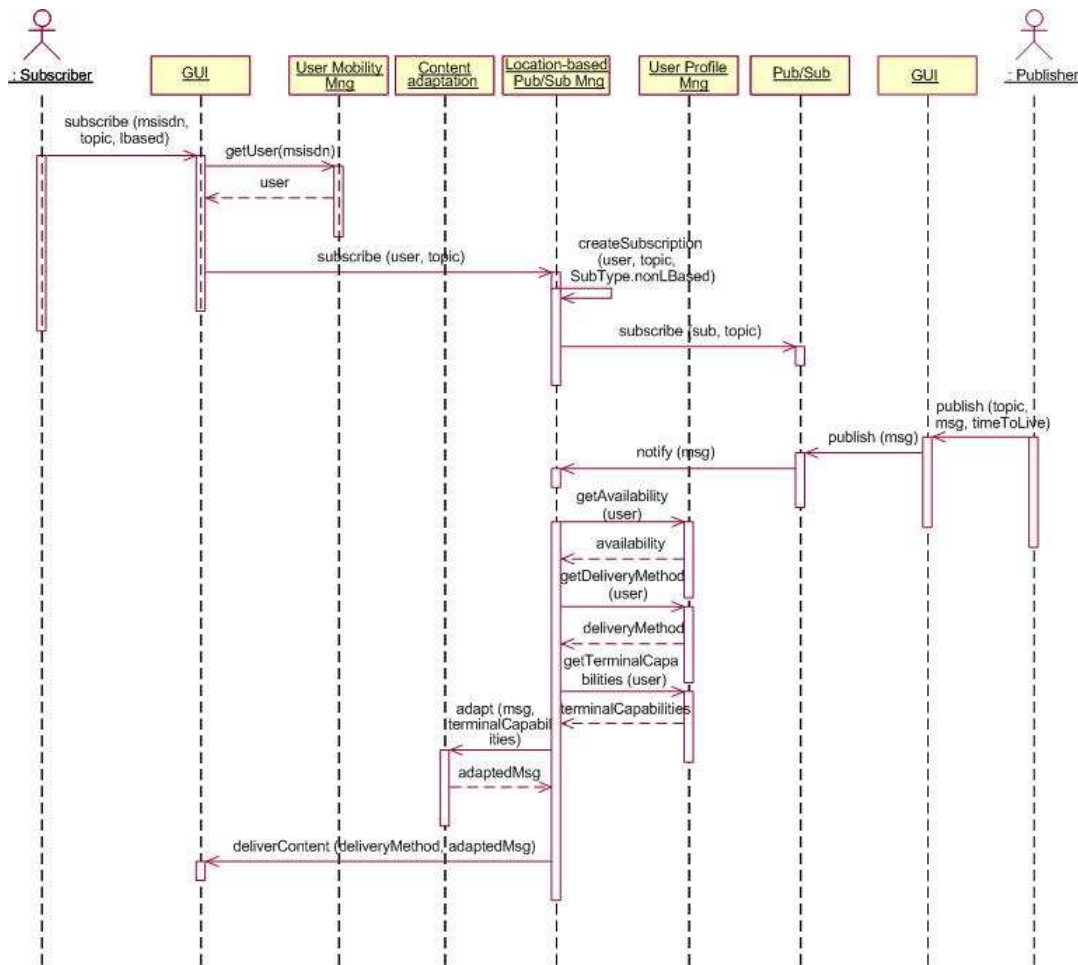 : Subscriber
GUI
User Mobility
Mng
Content
adaptation
Location-based
Pub/Sub Mng
User Profile
Mng
Pub/Sub
GUI
: Publisher
subscribe (msisdn,
topic, lbased)
getUser(msisdn)
user
subscribe (user, topic)
createSubscription
(user, topic,
SubType.nonLBased)
subscribe (sub, topic)
publish (topic,
msg, timeToLive)
publish (msg)
notify (msg)
getAvailability
(user)
availability
getDeliveryMethod
(user)
deliveryMethod
getTerminalCapa
bilities (user)
terminalCapabilities
adapt (msg,
terminalCapabil
ities)
adaptedMsg
deliverContent (deliveryMethod, adaptedMsg)